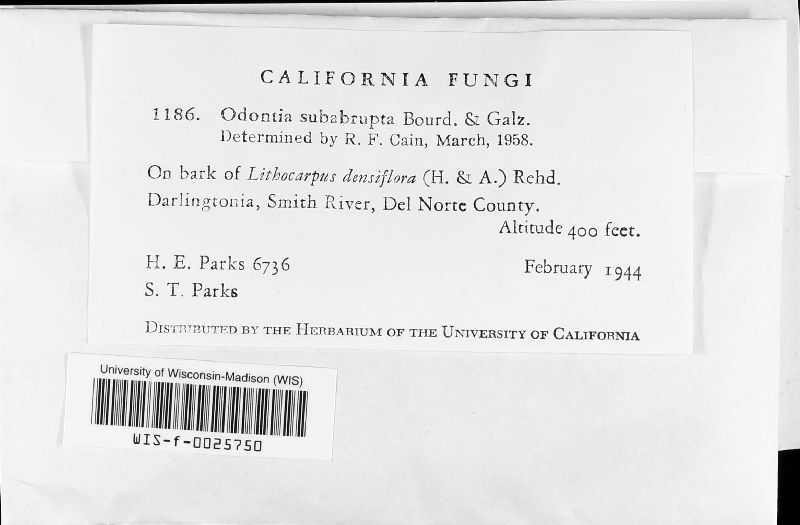 CALIFORNIA FUNGI
1186. Odontia subabrupta Bourd. & Galz.
Determined by R. F. Cain, March, 1958.
On bark of Lithocarpus densiflora (H. & A.) Rehd.
Darlingtonia, Smith River, Del Norte County.
Altitude 400 feet.
H. E. Parks 6736 February 1944
S. T. Parks
DISTRIBUTED BY THE HERBARIUM OF THE UNIVERSITY OF CALIFORNIA
University of Wisconsin-Madison (WIS)
WIS-f-0025750